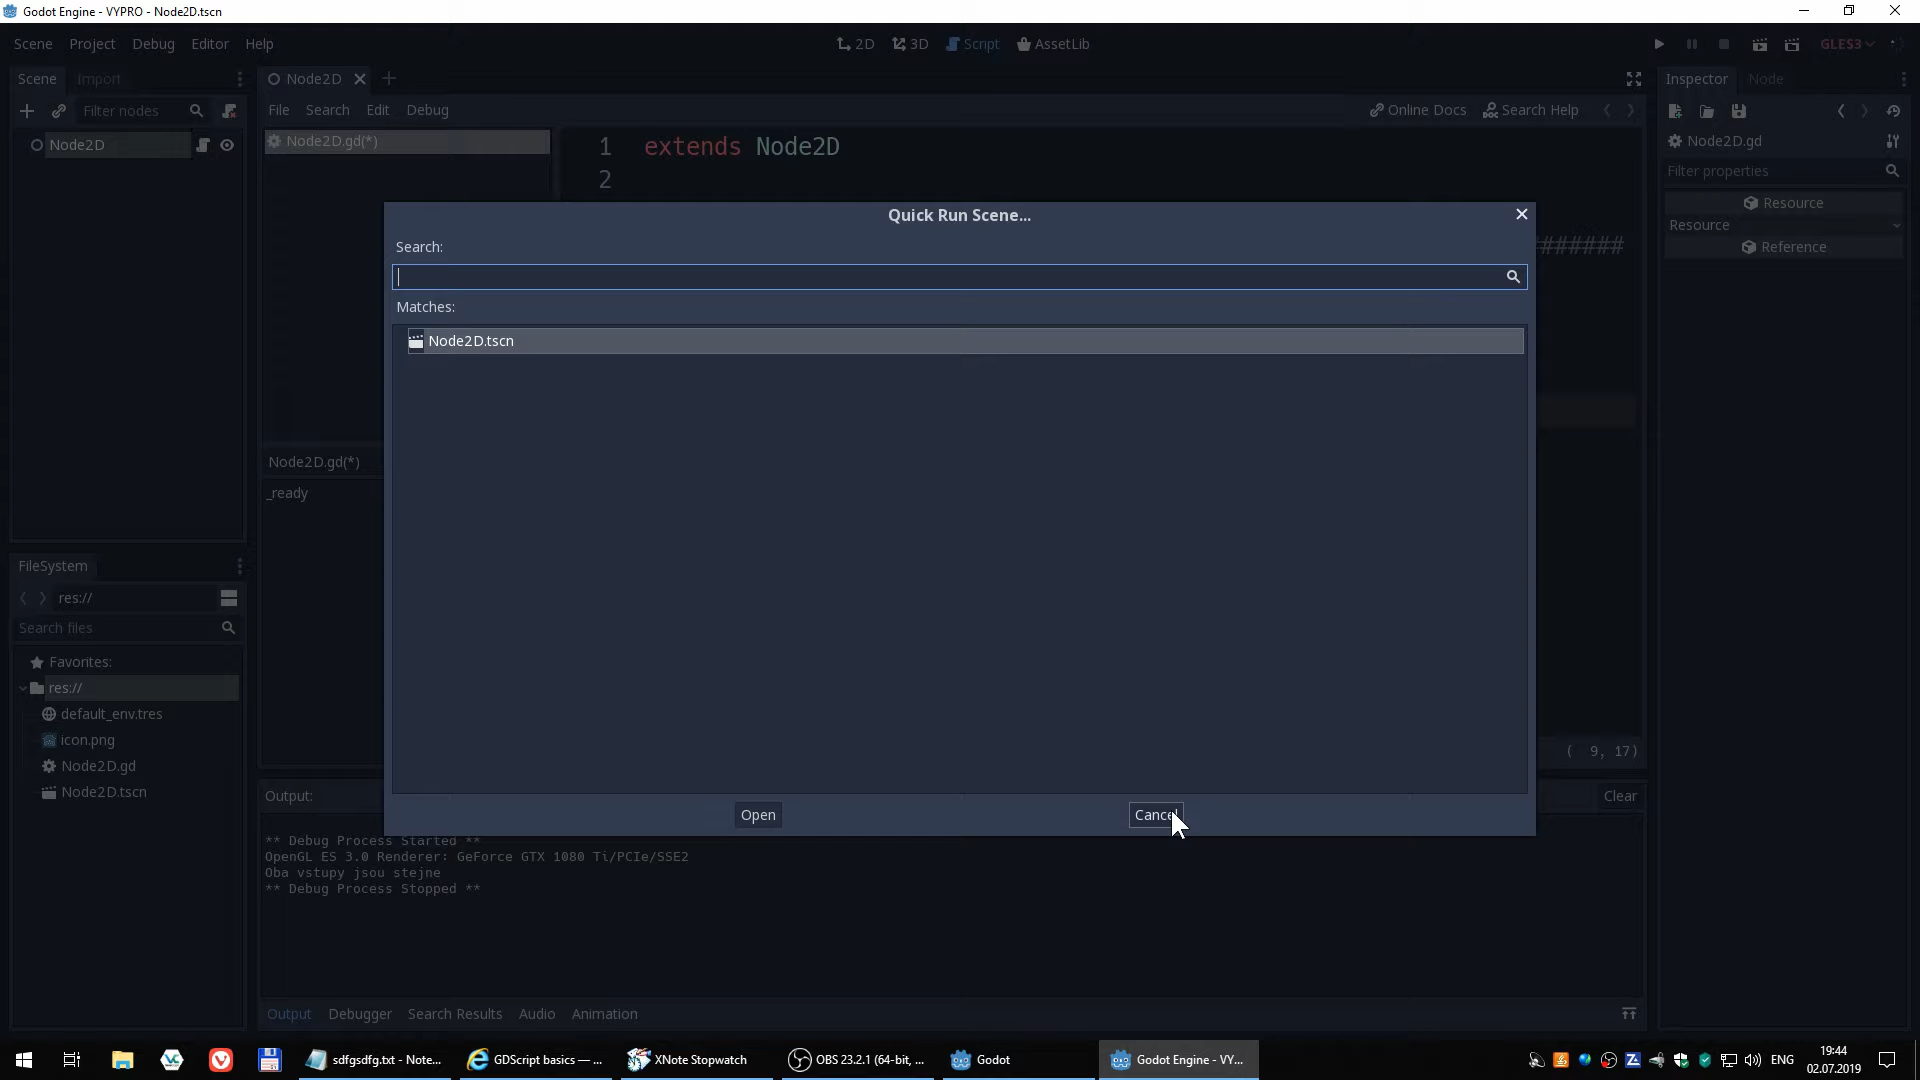 Godot Engine - VYPRO - Node2D.tscn
Scene Project Debug Editor Help
2D 3D Script AssetLib
GLES3
Scene Import
Node2D
Inspector Node
Filter nodes
File Search Edit Debug
Online Docs Search Help
Node2D
Node2D.gd(*)
1 extends Node2D
2
Node2D.gd
Filter properties
Resource
Resource
Reference
#######
Quick Run Scene...
Search:
Matches:
Node2D.tscn
Open Cancel
Node2D.gd(*)
_ready
( 9, 17)
FileSystem
res://
Search files
Favorites:
res://
default_env.tres
icon.png
Node2D.gd
Node2D.tscn
Output:
Clear
** Debug Process Started **
OpenGL ES 3.0 Renderer: GeForce GTX 1080 Ti/PCIe/SSE2
Oba vstupy jsou stejne
** Debug Process Stopped **
Output Debugger Search Results Audio Animation
sdfgsdfg.txt - Note...
GDScript basics — ...
XNote Stopwatch
OBS 23.2.1 (64-bit, ...
Godot
Godot Engine - VY...
ENG
19:44
02.07.2019